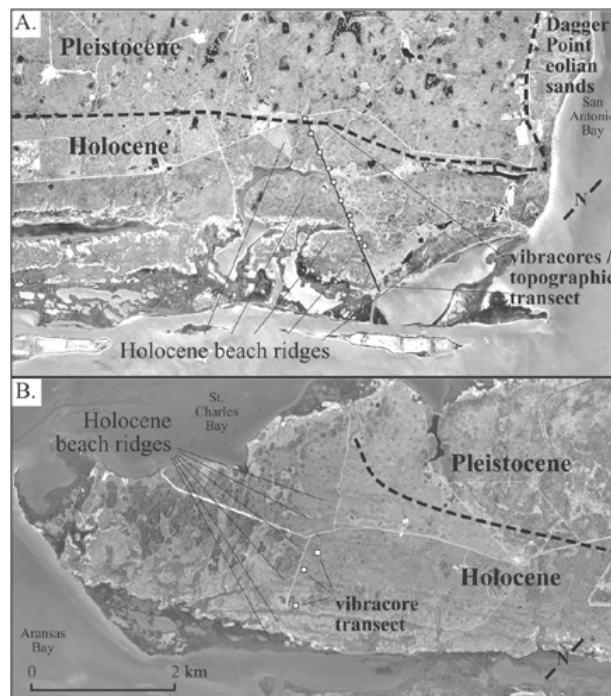 A.
Pleistocene
Dagger
Point
eolian
sands
San
Antonio
Bay
Holocene
N
vibracores /
topographic
transect
Holocene beach ridges
B.
St.
Charles
Bay
Holocene
beach ridges
Pleistocene
Holocene
vibracore
transect
Aransas
Bay
0 2 km
N